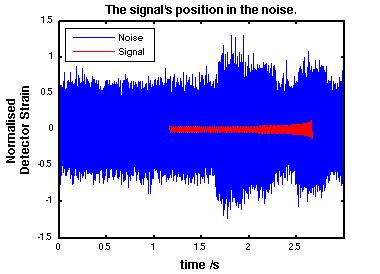 The signal's position in the noise.
1.5
Noise
Signal
1
0.5
0
-0.5
-1
-1.5
Normalised
Detector Strain
0 0.5 1 1.5 2 2.5
time /s